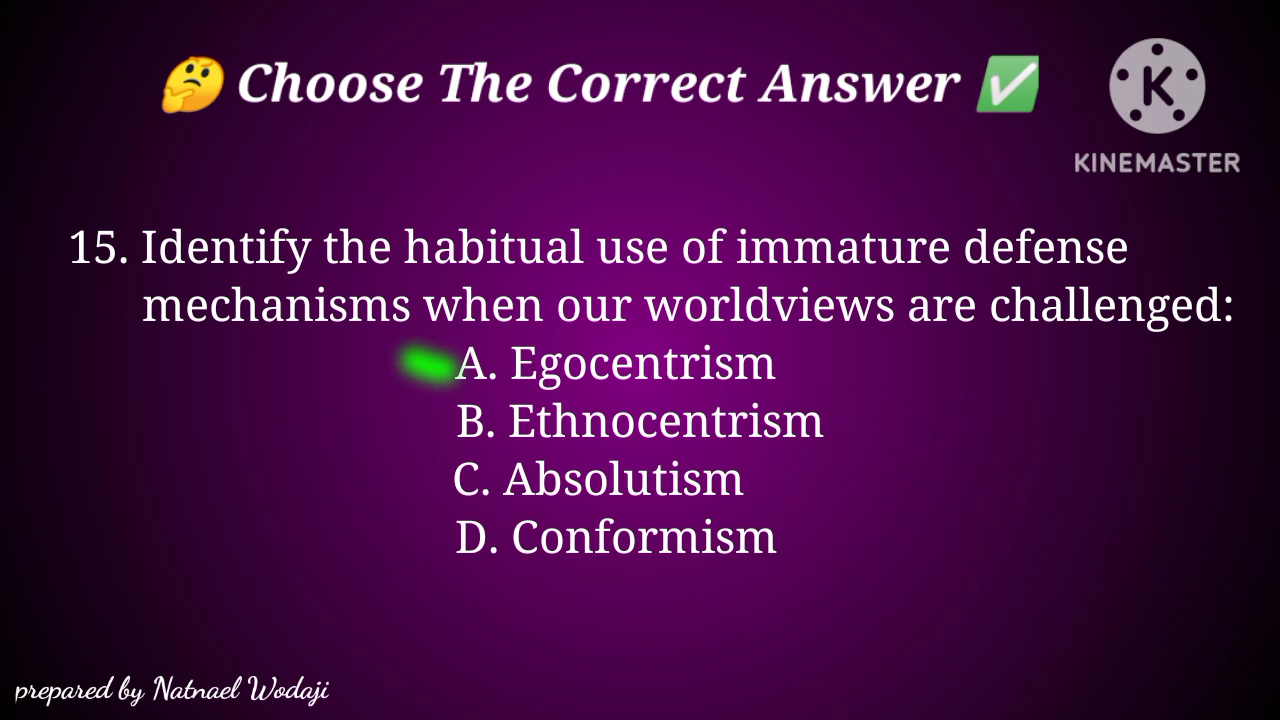 🤔 Choose The Correct Answer ✅
KINEMASTER
15. Identify the habitual use of immature defense
mechanisms when our worldviews are challenged:
A. Egocentrism
B. Ethnocentrism
C. Absolutism
D. Conformism
prepared by Natnael Wodaji